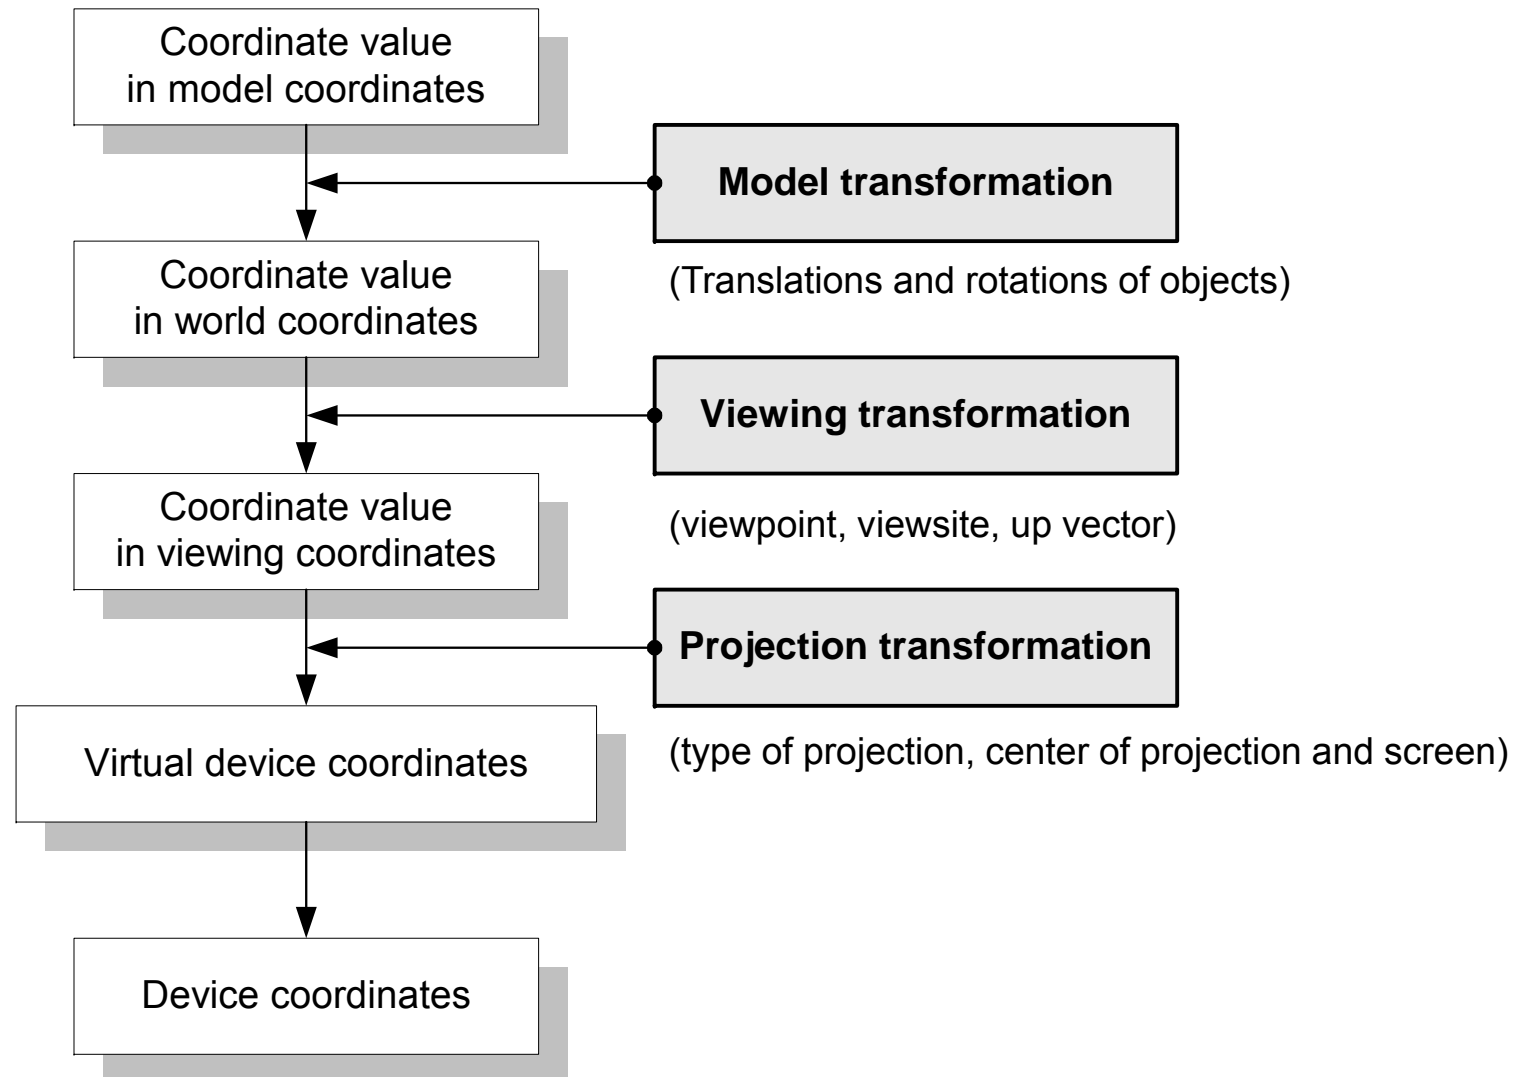 Coordinate value
in model coordinates
Model transformation
(Translations and rotations of objects)
Coordinate value
in world coordinates
Viewing transformation
(viewpoint, viewsite, up vector)
Coordinate value
in viewing coordinates
Projection transformation
(type of projection, center of projection and screen)
Virtual device coordinates
Device coordinates